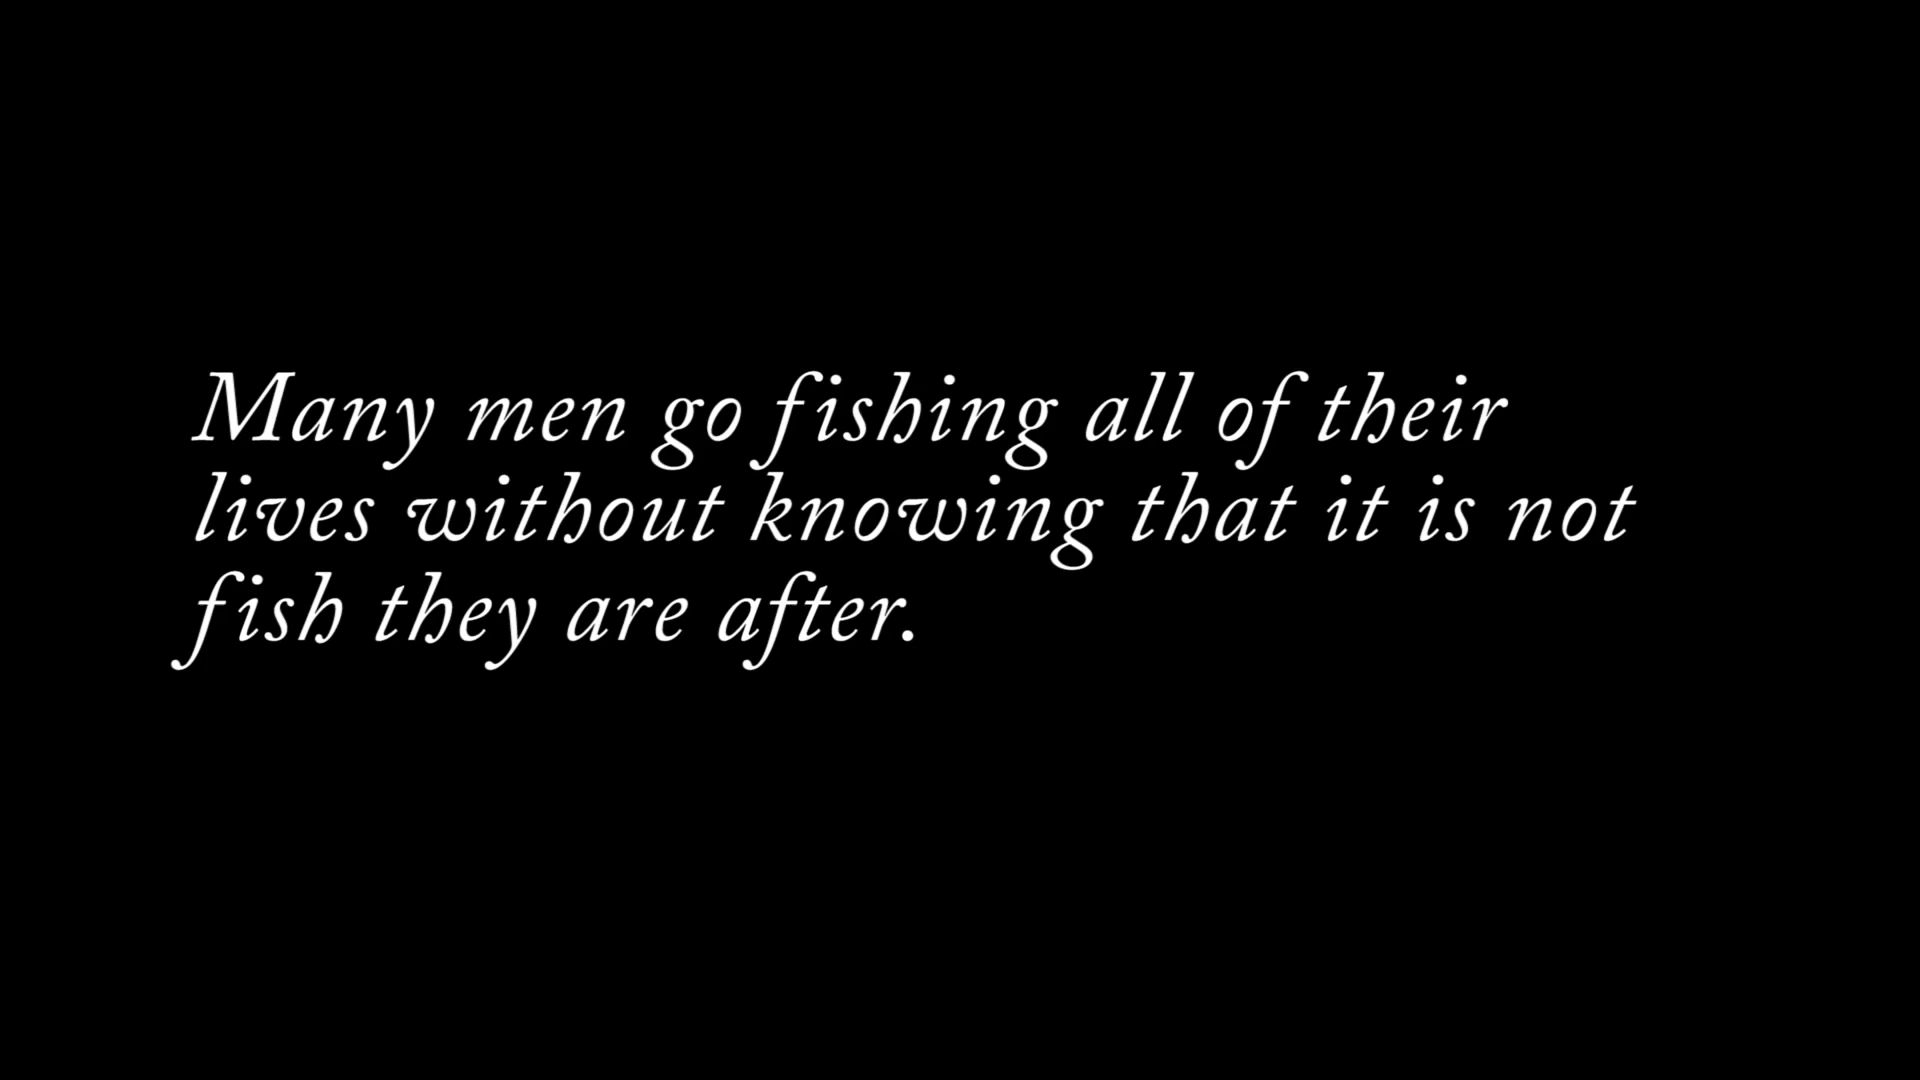 Many men go fishing all of their
lives without knowing that it is not
fish they are after.